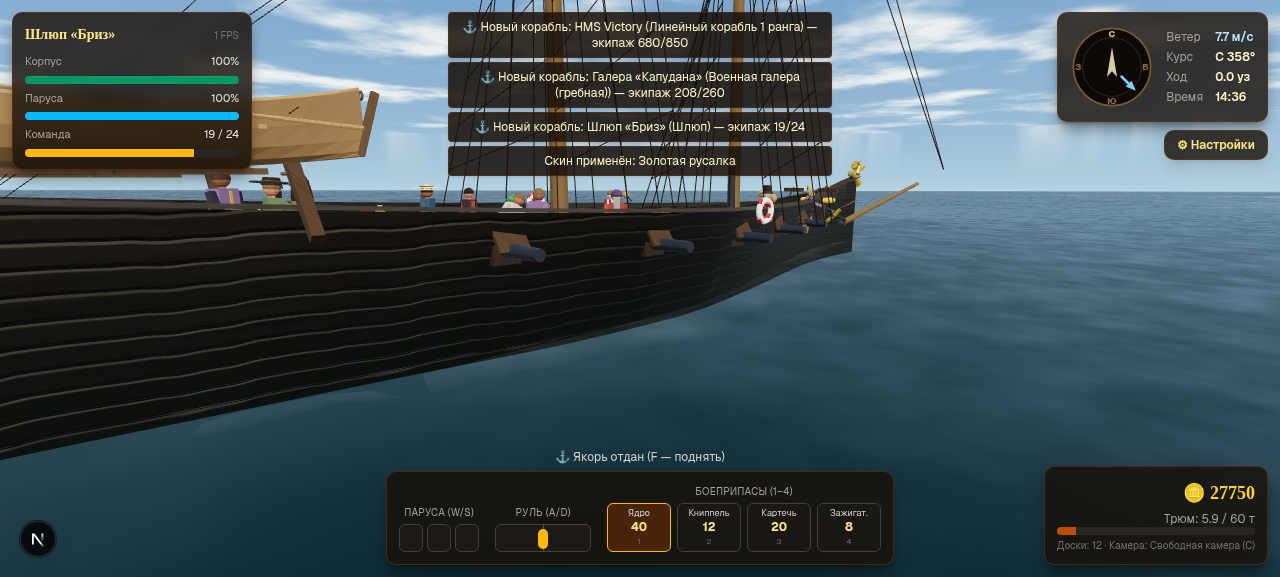 Шлюп «Бриз»
1 FPS
Корпус 100%
Паруса 100%
Команда 19 / 24
⚓ Новый корабль: HMS Victory (Линейный корабль 1 ранга) —
экипаж 680/850
⚓ Новый корабль: Галера «Капудана» (Военная галера
(гребная)) — экипаж 208/260
⚓ Новый корабль: Шлюп «Бриз» (Шлюп) — экипаж 19/24
Скин применён: Золотая русалка
С
З
В
Ю
Ветер 7.7 м/с
Курс С 358°
Ход 0.0 уз
Время 14:36
⚙ Настройки
⚓ Якорь отдан (F — поднять)
ПАРУСА (W/S)
РУЛЬ (A/D)
БОЕПРИПАСЫ (1–4)
Ядро
40
1
Книппель
12
2
Картечь
20
3
Зажигат.
8
4
🪙 27750
Трюм: 5.9 / 60 т
Доски: 12 · Камера: Свободная камера (C)
N